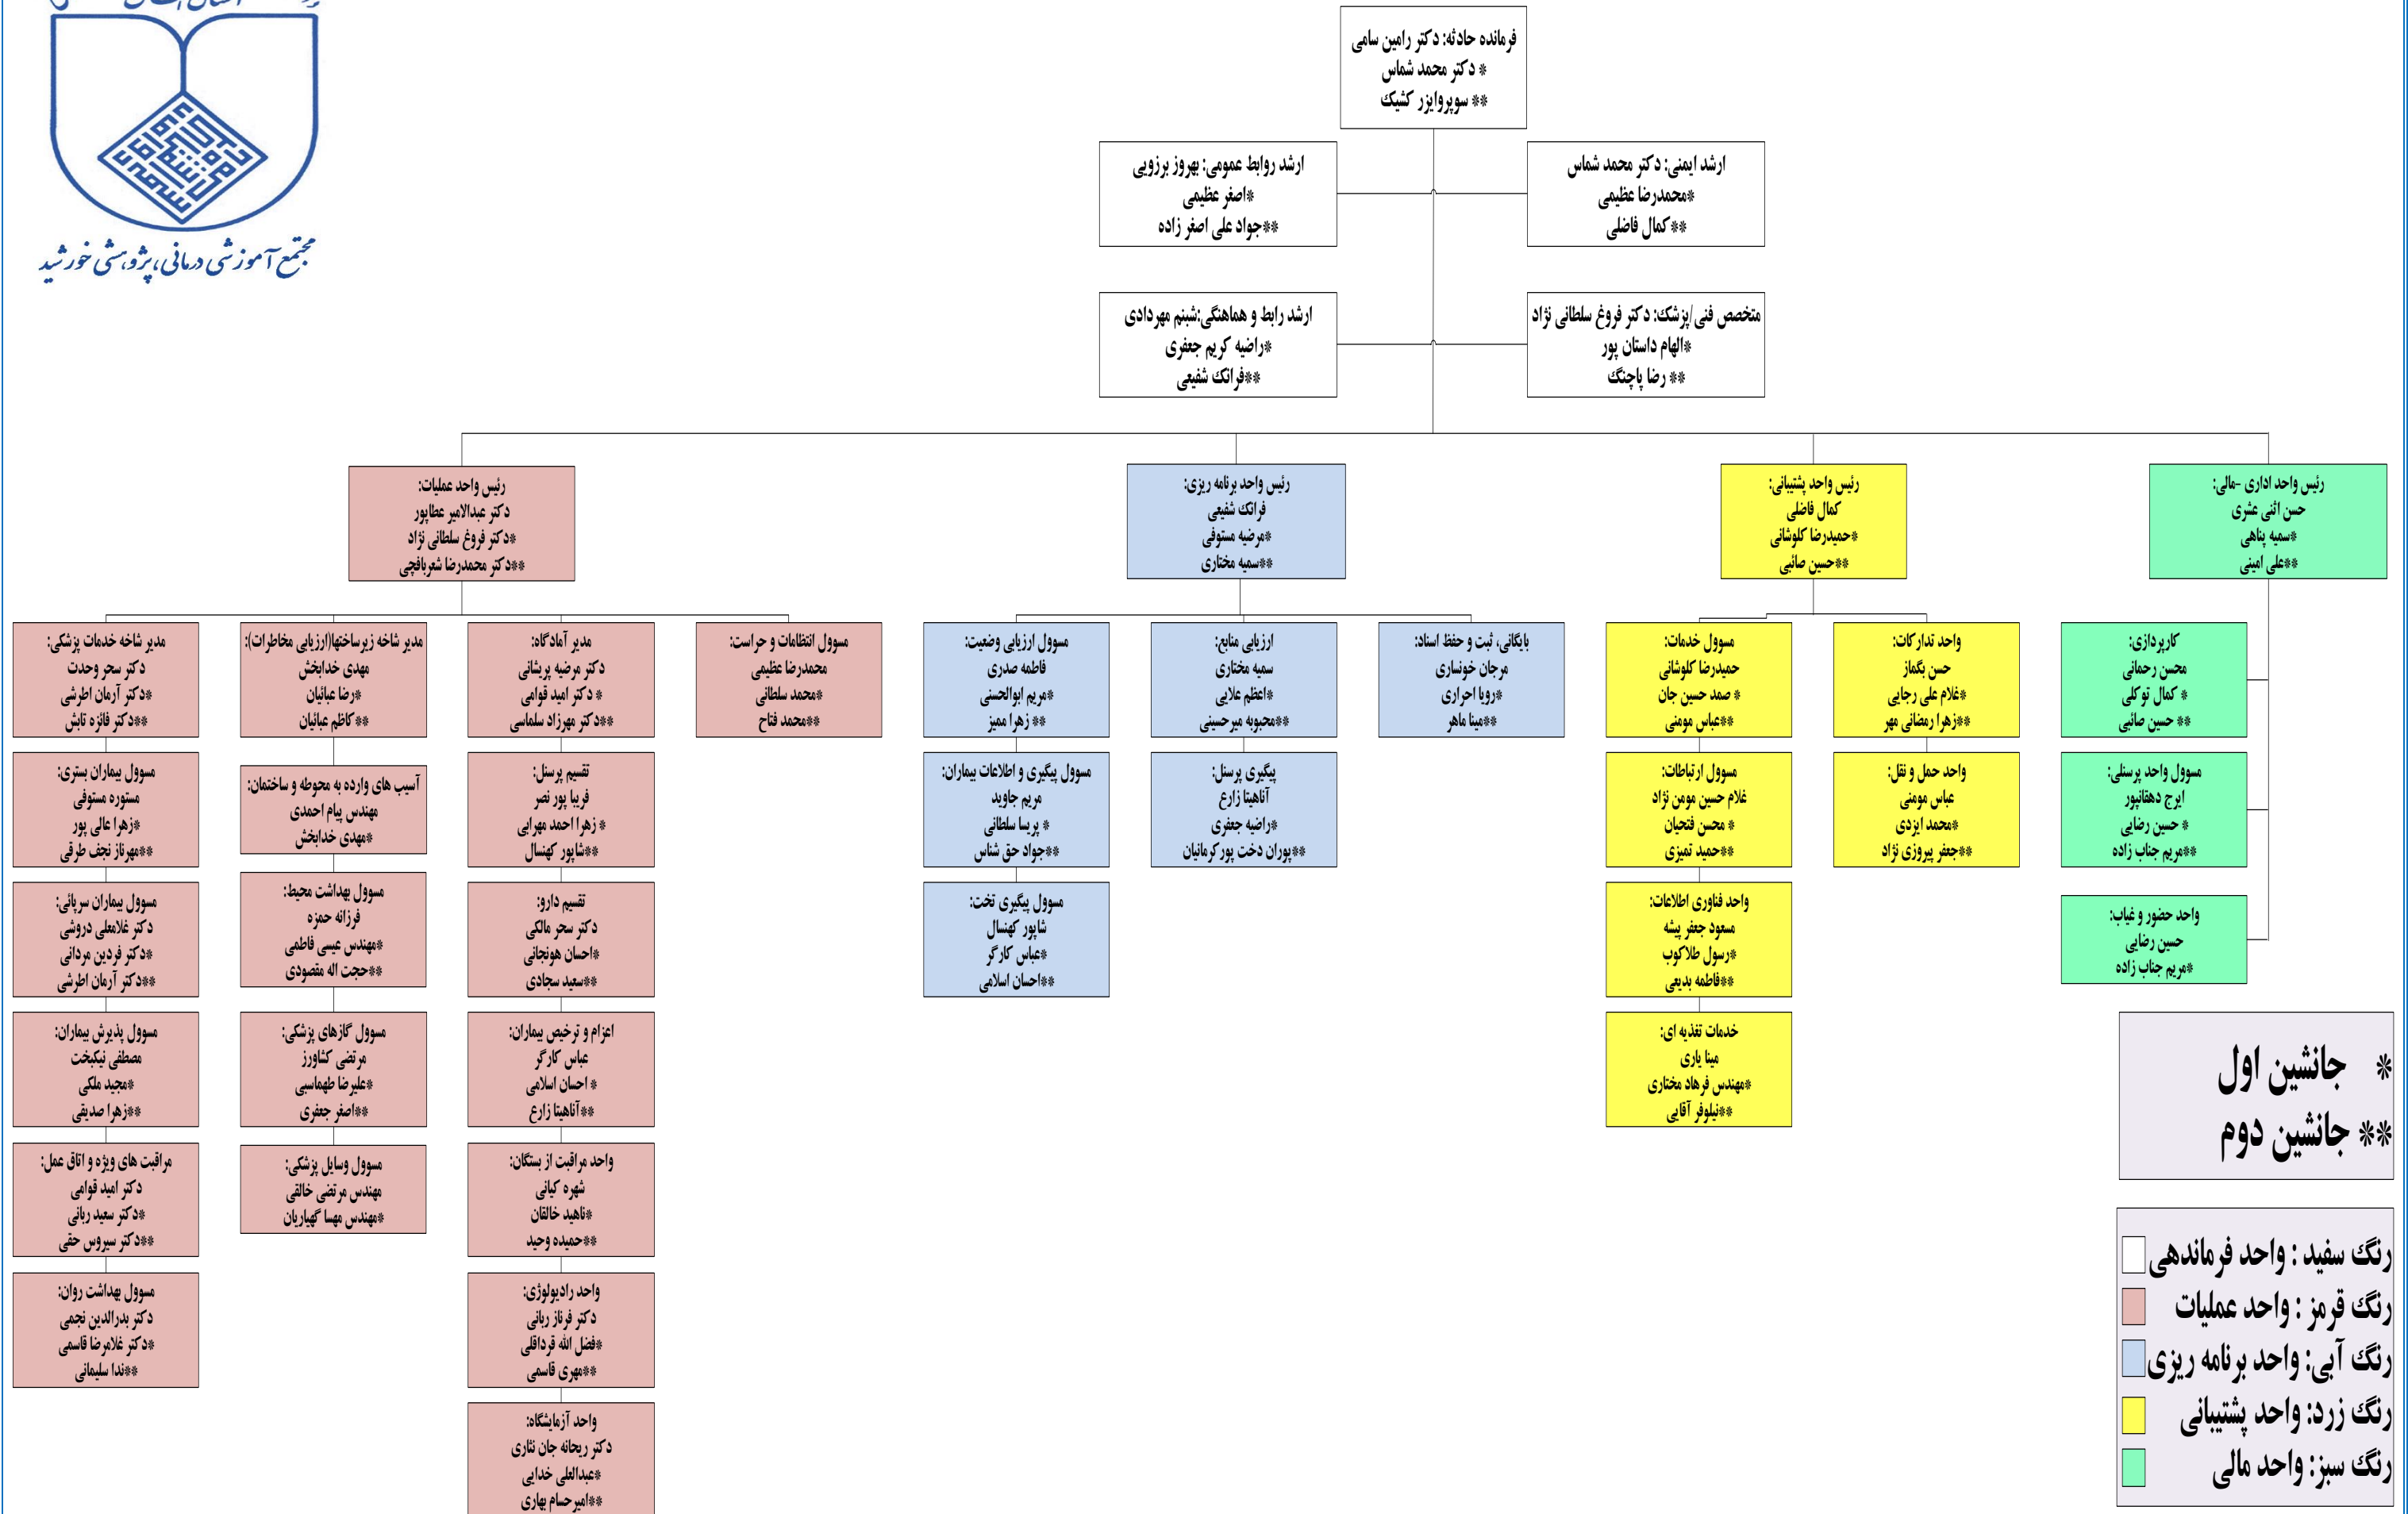 مجتمع آموزشی درمانی، پژوهشی خورشید
فرمانده حادثه: دکتر رامین سامی
* دکتر محمد شماس
** سوپروایزر کشیک
ارشد ایمنی: دکتر محمد شماس
*محمدرضا عظیمی
** کمال فاضلی
ارشد روابط عمومی: بهروز برزویی
*اصغر عظیمی
**جواد علی اصغر زاده
متخصص فنی/پزشک: دکتر فروغ سلطانی نژاد
*الهام داستان پور
** رضا پاچنگ
ارشد رابط و هماهنگی:شبنم مهردادی
*راضیه کریم جعفری
**فرانک شفیعی
رئیس واحد اداری -مالی:
حسن اثنی عشری
*سمیه پناهی
**علی امینی
کارپردازی:
محسن رحمانی
* کمال توکلی
** حسین صائبی
مسوول واحد پرسنلی:
ایرج دهقانپور
* حسین رضایی
**مریم جناب زاده
واحد حضور و غیاب:
حسین رضایی
*مریم جناب زاده
رئیس واحد پشتیبانی:
کمال فاضلی
*حمیدرضا کلوشانی
**حسین صائبی
واحد تدارکات:
حسن بگماز
*غلام علی رجایی
**زهرا رمضانی مهر
واحد حمل و نقل:
عباس مومنی
*محمد ایزدی
**جعفر پیروزی نژاد
مسوول خدمات:
حمیدرضا کلوشانی
* صمد حسین جان
**عباس مومنی
مسوول ارتباطات:
غلام حسین مومن نژاد
* محسن فتحیان
**حمید تمیزی
واحد فناوری اطلاعات:
مسعود جعفر پیشه
*رسول طلاکوب
**فاطمه بدیعی
خدمات تغذیه ای:
مینا یاری
*مهندس فرهاد مختاری
**نیلوفر آقایی
رئیس واحد برنامه ریزی:
فرانک شفیعی
*مرضیه مستوفی
**سمیه مختاری
بایگانی، ثبت و حفظ اسناد:
مرجان خونساری
*رویا احراری
**مینا ماهر
ارزیابی منابع:
سمیه مختاری
*اعظم علایی
**محبوبه میرحسینی
پیگیری پرسنل:
آناهیتا زارع
*راضیه جعفری
**پوران دخت پورکرمانیان
مسوول ارزیابی وضعیت:
فاطمه صدری
*مریم ابوالحسنی
** زهرا ممیز
مسوول پیگیری و اطلاعات بیماران:
مریم جاوید
* پریسا سلطانی
**جواد حق شناس
مسوول پیگیری تخت:
شاپور کهنسال
*عباس کارگر
**احسان اسلامی
رئیس واحد عملیات:
دکتر عبدالامیر عطاپور
*دکتر فروغ سلطانی نژاد
**دکتر محمدرضا شعربافچی
مسوول انتظامات و حراست:
محمدرضا عظیمی
*محمد سلطانی
**محمد فتاح
مدیر آمادگاه:
دکتر مرضیه پریشانی
* دکتر امید قوامی
**دکتر مهرزاد سلماسی
تقسیم پرسنل:
فریبا پور نصر
* زهرا احمد مهرابی
**شاپور کهنسال
تقسیم دارو:
دکتر سحر مالکی
*احسان هونجانی
**سعید سجادی
اعزام و ترخیص بیماران:
عباس کارگر
* احسان اسلامی
**آناهیتا زارع
واحد مراقبت از بستگان:
شهره کیانی
*ناهید خالقان
**حمیده وحید
واحد رادیولوژی:
دکتر فرناز ربانی
*فضل الله قرداقلی
**مهری قاسمی
واحد آزمایشگاه:
دکتر ریحانه جان نثاری
*عبدالعلی خدایی
**امیرحسام بهاری
مدیر شاخه زیرساختها(ارزیابی مخاطرات):
مهدی خدابخش
*رضا عبائیان
**کاظم عبائیان
آسیب های وارده به محوطه و ساختمان:
مهندس پیام احمدی
*مهدی خدابخش
مسوول بهداشت محیط:
فرزانه حمزه
*مهندس عیسی فاطمی
**حجت اله مقصودی
مسوول گازهای پزشکی:
مرتضی کشاورز
*علیرضا طهماسبی
**اصغر جعفری
مسوول وسایل پزشکی:
مهندس مرتضی خالقی
*مهندس مهسا گهیاریان
مدیر شاخه خدمات پزشکی:
دکتر سحر وحدت
*دکتر آرمان اطرشی
**دکتر فائزه تابش
مسوول بیماران بستری:
مستوره مستوفی
*زهرا عالی پور
**مهرناز نجف طرقی
مسوول بیماران سرپائی:
دکتر غلامعلی دروشی
*دکتر فردین مردانی
**دکتر آرمان اطرشی
مسوول پذیرش بیماران:
مصطفی نیکبخت
*مجید ملکی
**زهرا صدیقی
مراقبت های ویژه و اتاق عمل:
دکتر امید قوامی
*دکتر سعید ربانی
**دکتر سیروس حقی
مسوول بهداشت روان:
دکتر بدرالدین نجمی
*دکتر غلامرضا قاسمی
**ندا سلیمانی
* جانشین اول
** جانشین دوم
رنگ سفید : واحد فرماندهی
رنگ قرمز : واحد عملیات
رنگ آبی: واحد برنامه ریزی
رنگ زرد: واحد پشتیبانی
رنگ سبز: واحد مالی